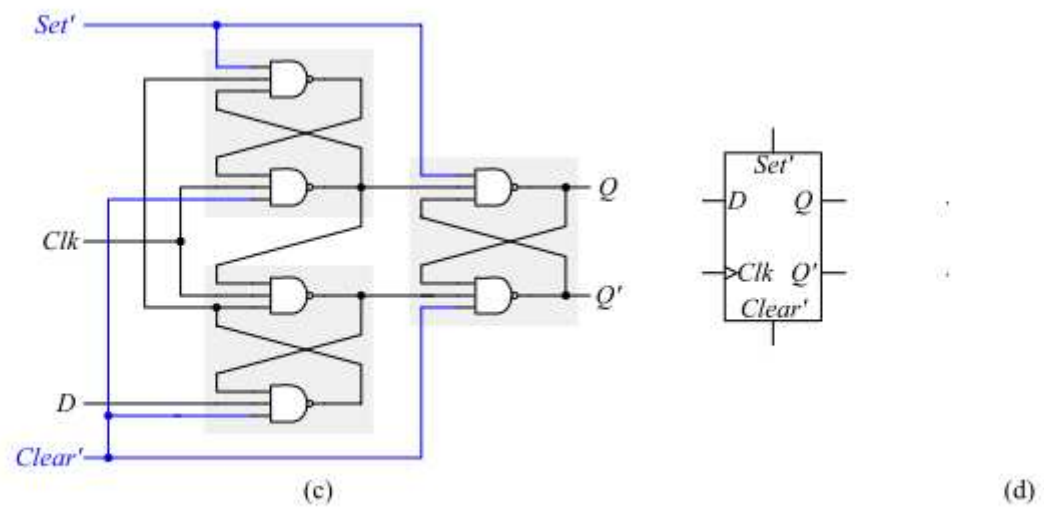 Set'
Q
Clk
Q'
D
Clear'
(c)
Set'
D Q
Clk Q'
Clear'
(d)